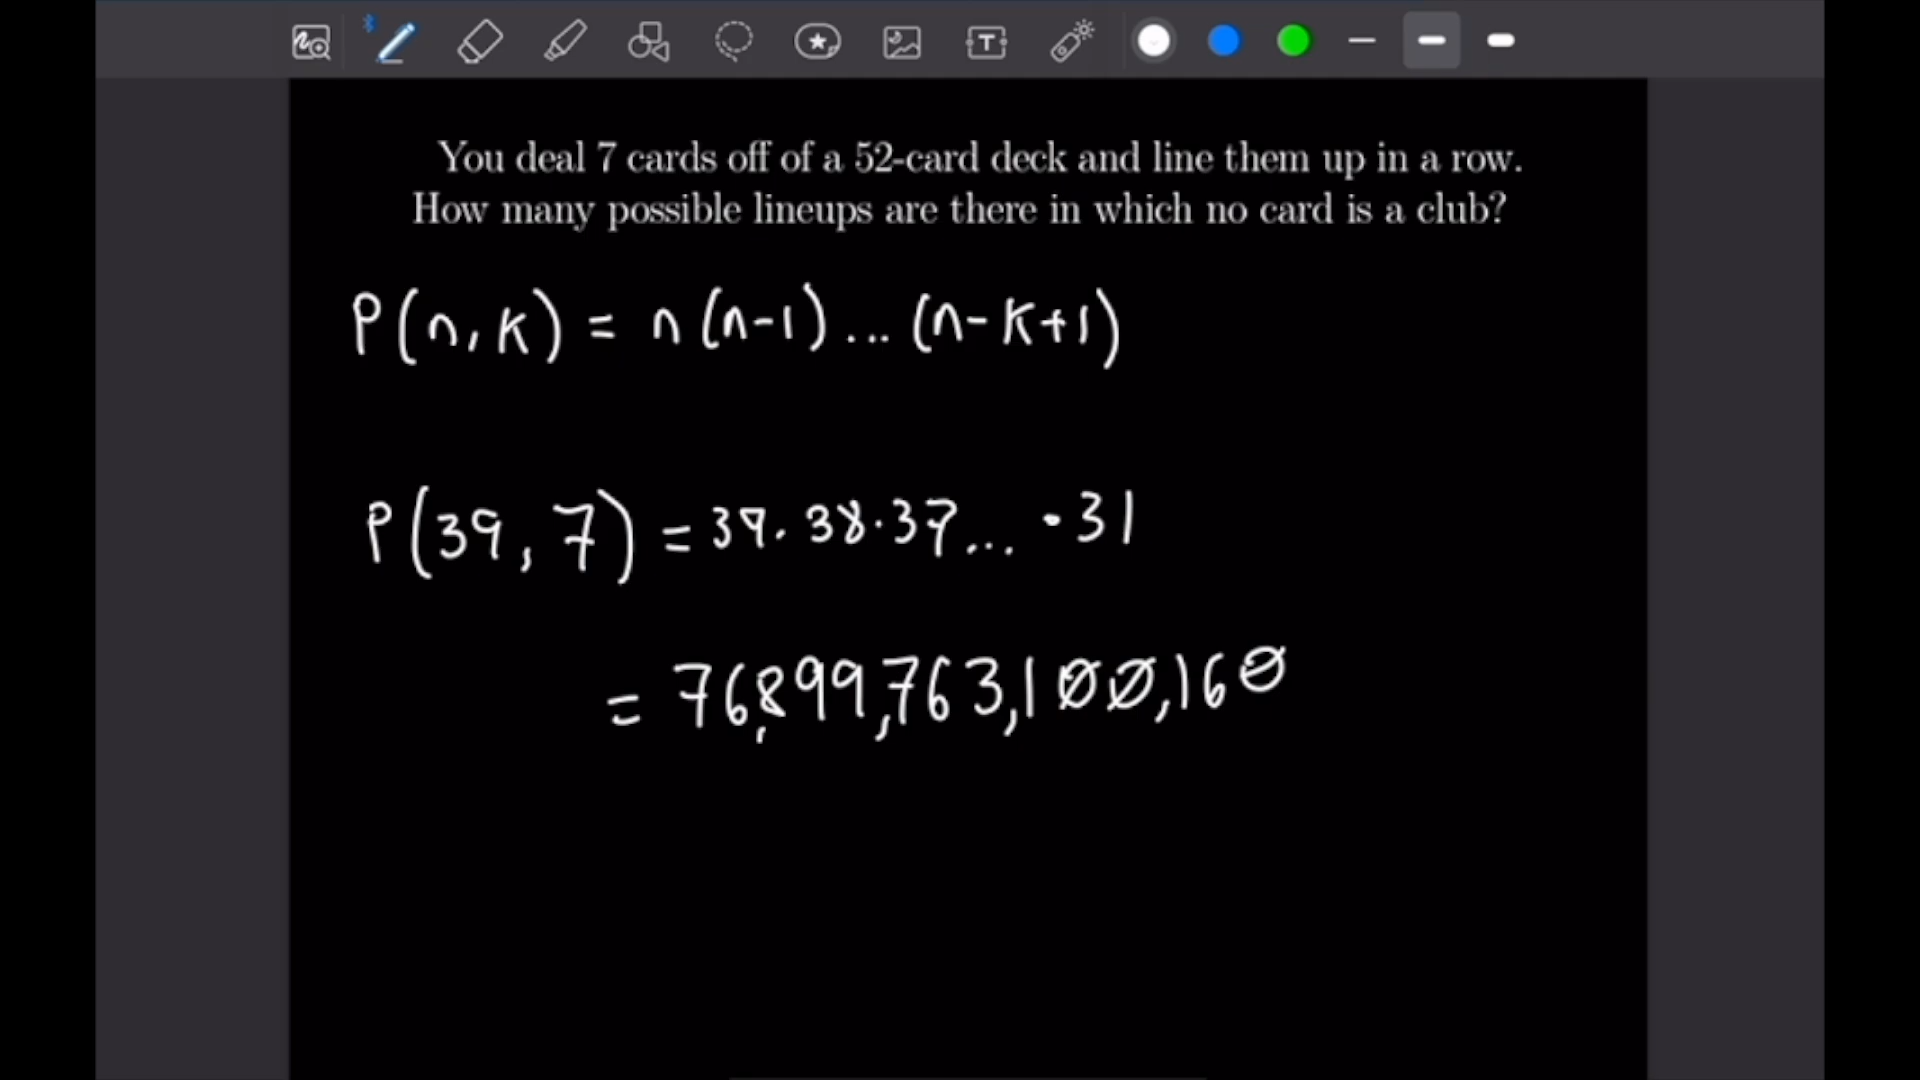 You deal 7 cards off of a 52-card deck and line them up in a row.
How many possible lineups are there in which no card is a club?
P(n, k) = n (n-1) ... (n-k+1)
P(39, 7) = 39 · 38 · 37 ... · 31
= 76,899,763,100,160